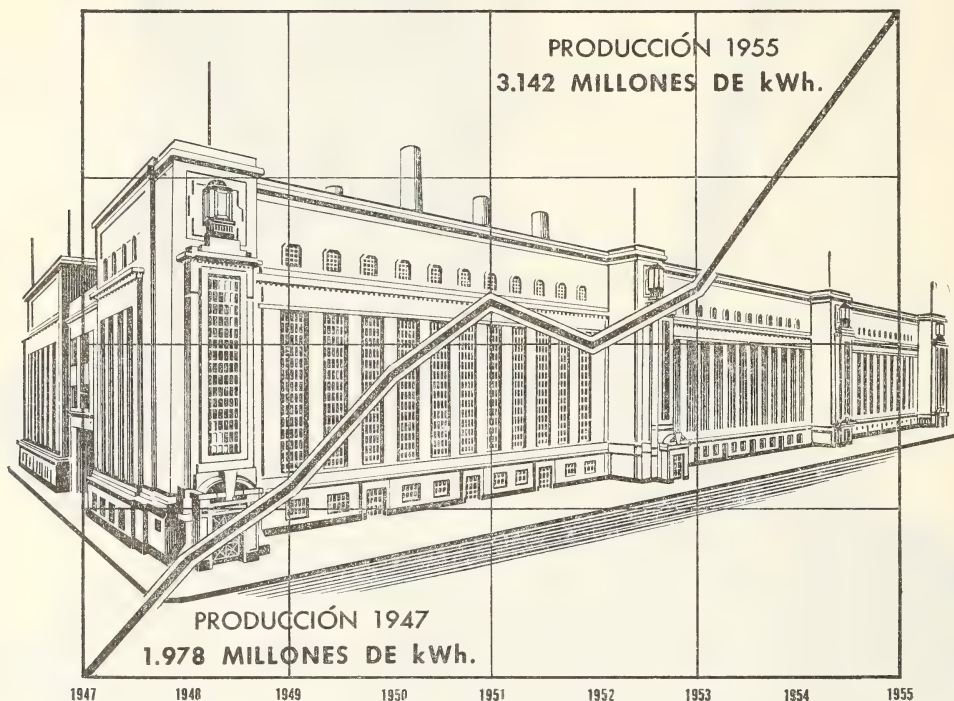 PRODUCCIÓN 1955
3.142 MILLONES DE kWh.
PRODUCCIÓN 1947
1.978 MILLONES DE kWh.
1947 1948 1949 1950 1951 1952 1953 1954 1955